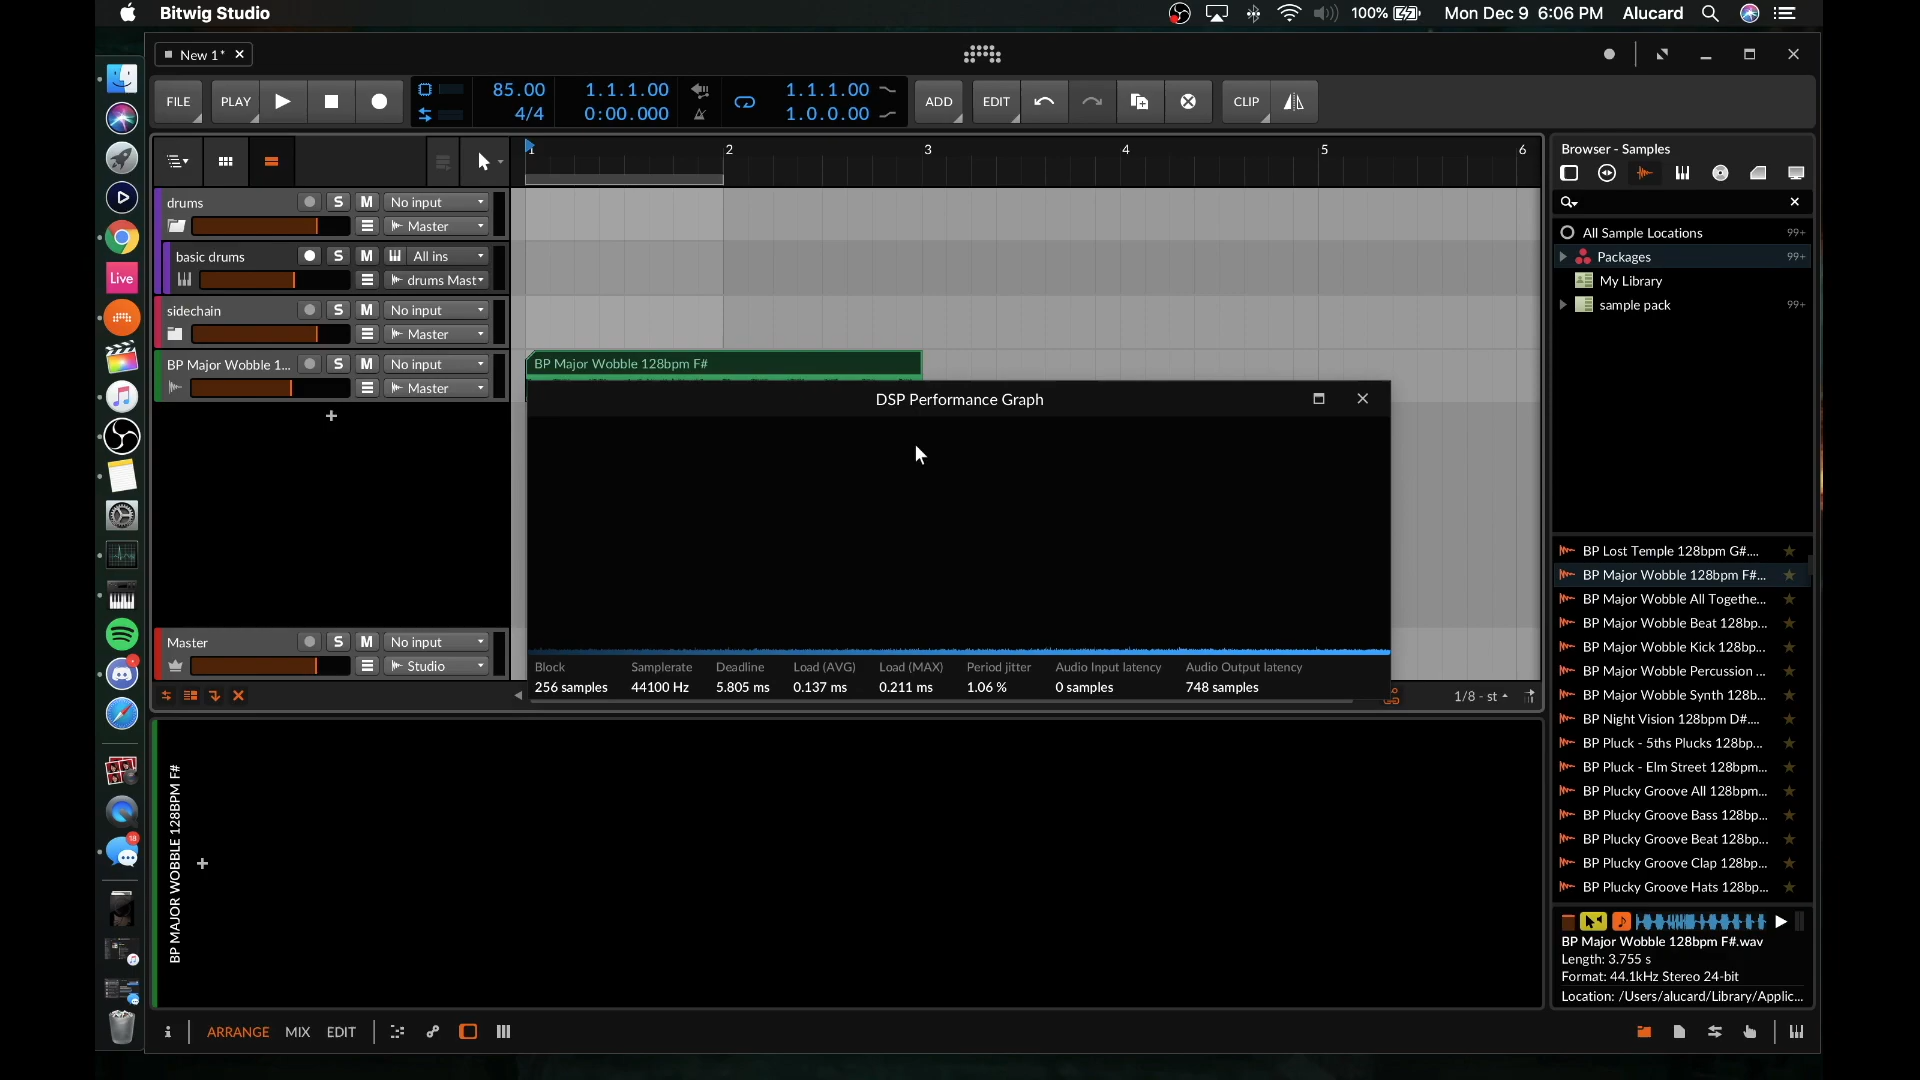 Bitwig Studio
100%
Mon Dec 9 6:06 PM
Alucard
New 1*
FILE
PLAY
85.00
4/4
1.1.1.00
0:00.000
1.1.1.00
1.0.0.00
ADD
EDIT
CLIP
1
2
3
4
5
6
drums
S
M
No input
Master
basic drums
S
M
All ins
drums Mast
sidechain
S
M
No input
Master
BP Major Wobble 1...
S
M
No input
Master
BP Major Wobble 128bpm F#
DSP Performance Graph
Block
256 samples
Samplerate
44100 Hz
Deadline
5.805 ms
Load (AVG)
0.137 ms
Load (MAX)
0.211 ms
Period jitter
1.06 %
Audio Input latency
0 samples
Audio Output latency
748 samples
Master
S
M
No input
Studio
1/8 - st
BP MAJOR WOBBLE 128BPM F#
Browser - Samples
All Sample Locations 99+
Packages 99+
My Library
sample pack 99+
BP Lost Temple 128bpm G#....
BP Major Wobble 128bpm F#...
BP Major Wobble All Togethe...
BP Major Wobble Beat 128bp...
BP Major Wobble Kick 128bp...
BP Major Wobble Percussion ...
BP Major Wobble Synth 128b...
BP Night Vision 128bpm D#....
BP Pluck - 5ths Plucks 128bp...
BP Pluck - Elm Street 128bpm...
BP Plucky Groove All 128bpm...
BP Plucky Groove Bass 128bp...
BP Plucky Groove Beat 128bp...
BP Plucky Groove Clap 128bp...
BP Plucky Groove Hats 128bp...
BP Major Wobble 128bpm F#.wav
Length: 3.755 s
Format: 44.1kHz Stereo 24-bit
Location: /Users/alucard/Library/Applic...
ARRANGE
MIX
EDIT
Live
18